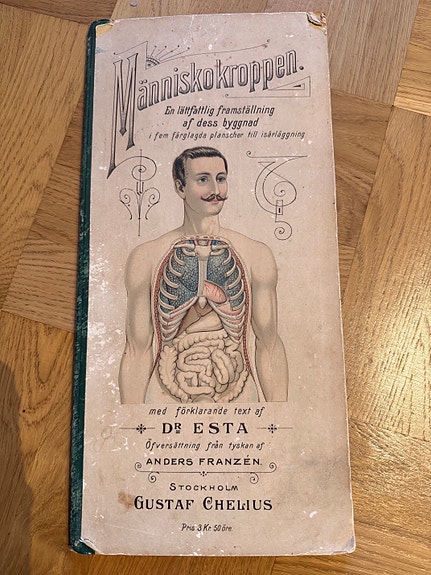 Människokroppen.
En lättfattlig framställning
af dess byggnad
i fem färglagda planscher till isärläggning
med förklarande text af
DR ESTA
Öfversättning från tyskan af
ANDERS FRANZÉN.
STOCKHOLM
GUSTAF CHELIUS
Pris 3 Kr. 50 öre.